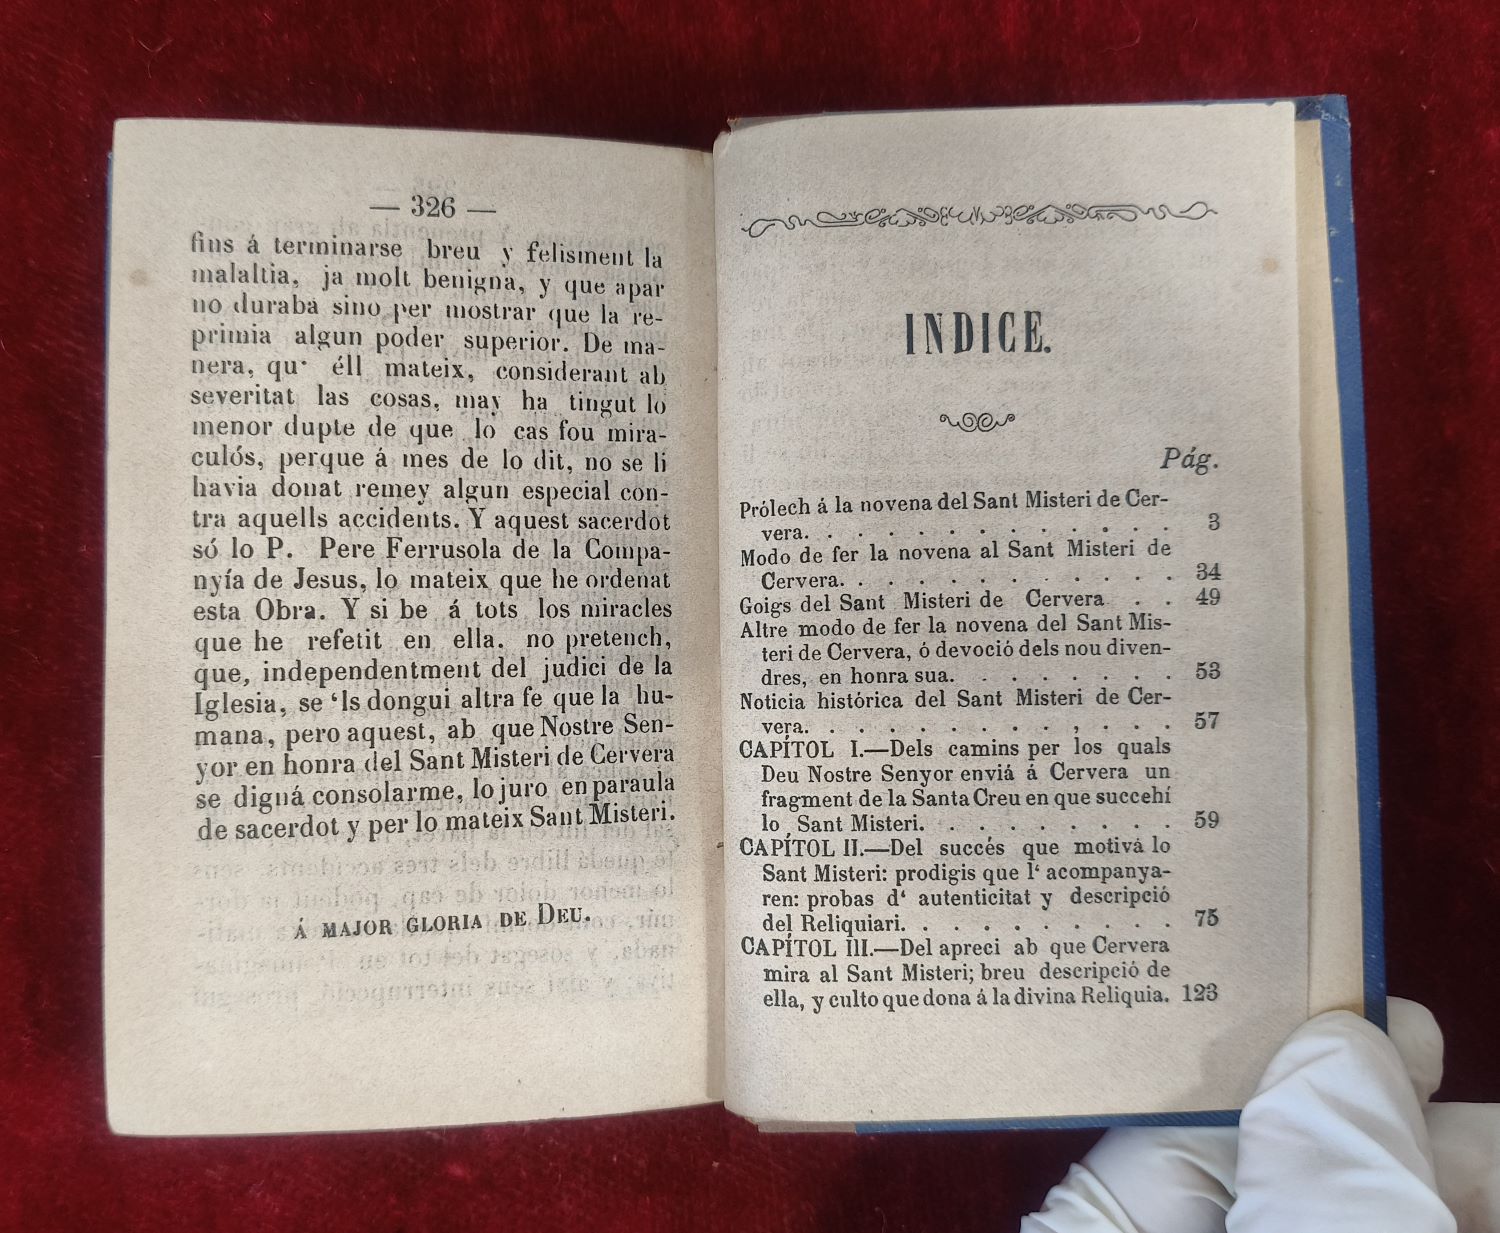 — 326 —
fins á terminarse breu y felisment la
malaltia, ja molt benigna, y que apar
no duraba sino per mostrar que la re-
primia algun poder superior. De ma-
nera, qu' éll mateix, considerant ab
severitat las cosas, may ha tingut lo
menor dupte de que lo cas fou mira-
culós, perque á mes de lo dit, no se li
havia donat remey algun especial con-
tra aquells accidents. Y aquest sacerdot
só lo P. Pere Ferrusola de la Compa-
nyía de Jesus, lo mateix que he ordenat
esta Obra. Y si be á tots los miracles
que he refetit en ella. no pretench,
que, independentment del judici de la
Iglesia, se ‘ls dongui altra fe que la hu-
mana, pero aquest, ab que Nostre Sen-
yor en honra del Sant Misteri de Cervera
se digná consolarme, lo juro en paraula
de sacerdot y per lo mateix Sant Misteri.
Á MAJOR GLORIA DE DEU.
INDICE.
Pág.
Prólech á la novena del Sant Misteri de Cer-
vera. . . . . . . . . . . . . 3
Modo de fer la novena al Sant Misteri de
Cervera. . . . . . . . . . . . 34
Goigs del Sant Misteri de Cervera . . 49
Altre modo de fer la novena del Sant Mis-
teri de Cervera, ó devoció dels nou diven-
dres, en honra sua. . . . . . . . 53
Noticia histórica del Sant Misteri de Cer-
vera. . . . . . . . . . , . . . 57
CAPÍTOL I.—Dels camins per los quals
Deu Nostre Senyor enviá á Cervera un
fragment de la Santa Creu en que succehí
lo Sant Misteri. . . . . . . . . 59
CAPÍTOL II.—Del succés que motivá lo
Sant Misteri: prodigis que l‘ acompanya-
ren: probas d‘ autenticitat y descripció
del Reliquiari. . . . . . . . . . 75
CAPÍTOL III.—Del apreci ab que Cervera
mira al Sant Misteri; breu descripció de
ella, y culto que dona á la divina Reliquia. 123